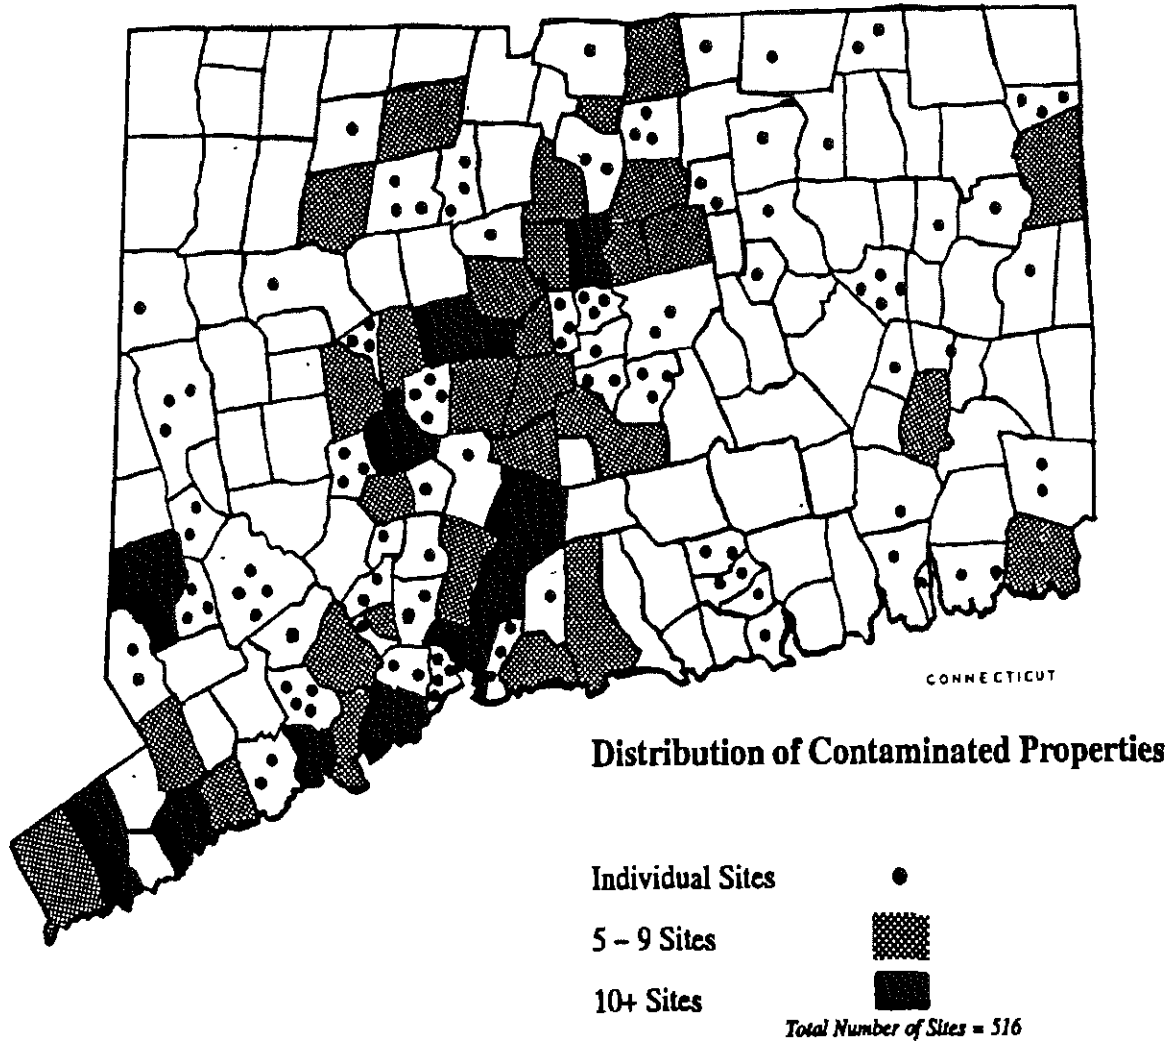 CONNECTICUT
Distribution of Contaminated Properties
Individual Sites
5 – 9 Sites
10+ Sites
Total Number of Sites = 516